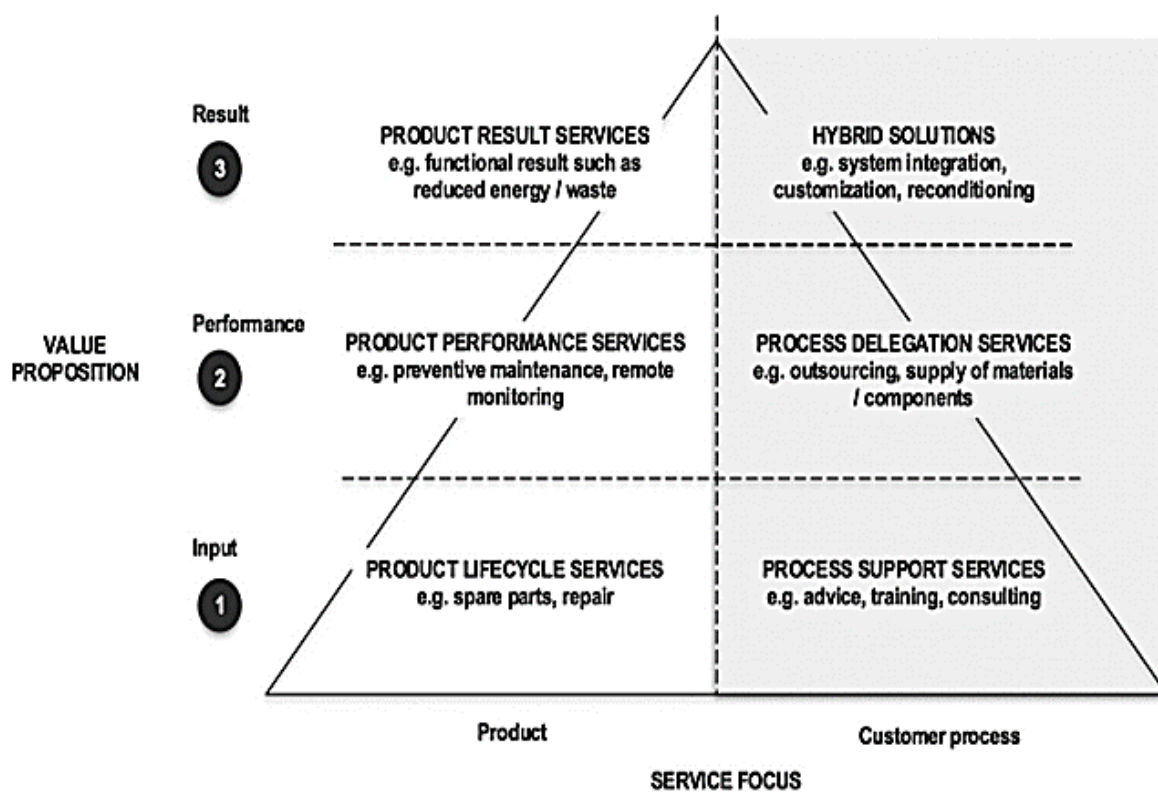 Result
3
PRODUCT RESULT SERVICES
e.g. functional result such as
reduced energy / waste
HYBRID SOLUTIONS
e.g. system integration,
customization, reconditioning
VALUE
PROPOSITION
Performance
2
PRODUCT PERFORMANCE SERVICES
e.g. preventive maintenance, remote
monitoring
PROCESS DELEGATION SERVICES
e.g. outsourcing, supply of materials
/ components
Input
1
PRODUCT LIFECYCLE SERVICES
e.g. spare parts, repair
PROCESS SUPPORT SERVICES
e.g. advice, training, consulting
Product
Customer process
SERVICE FOCUS